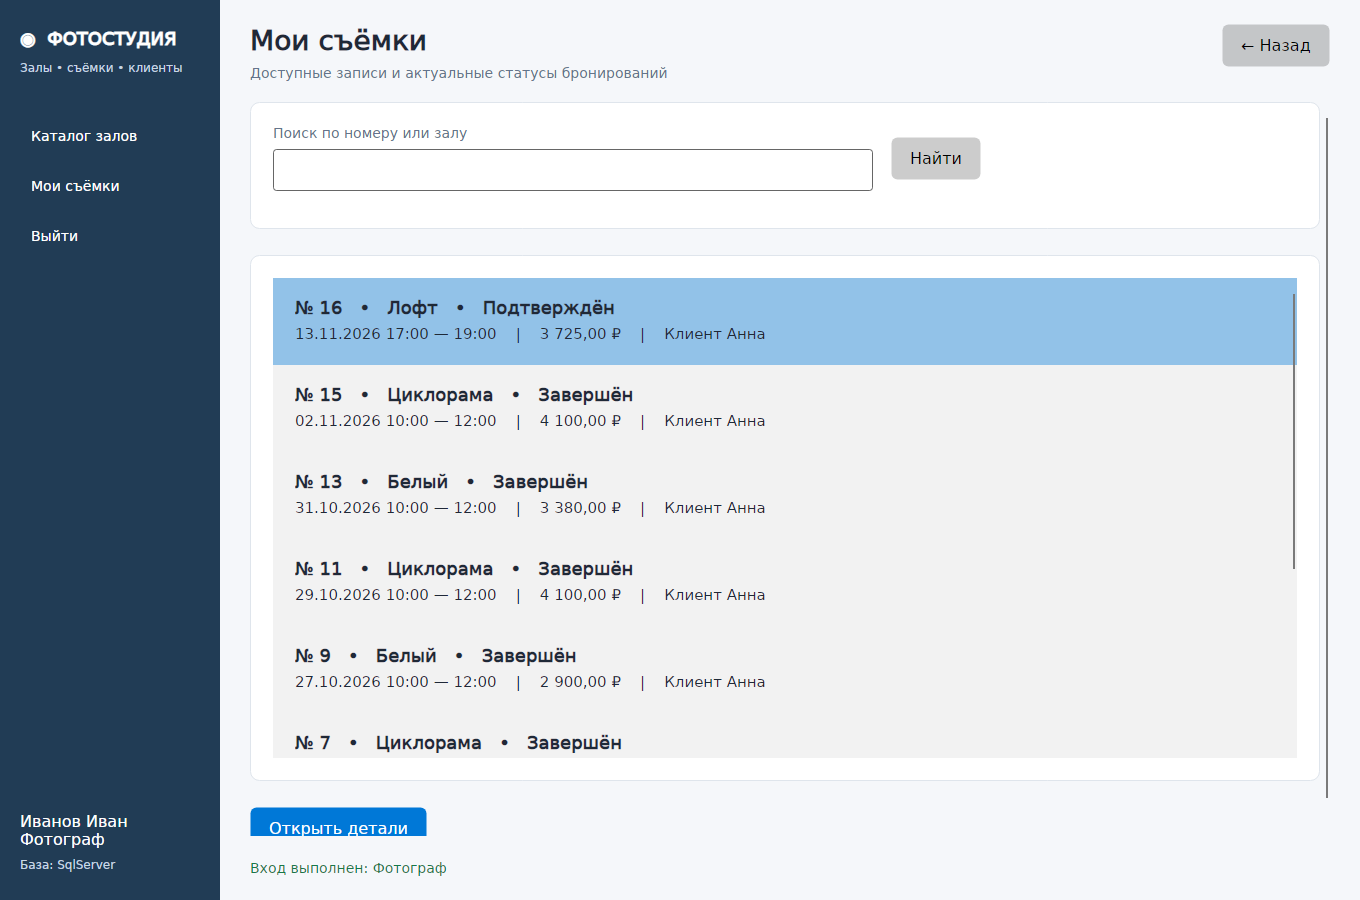 ◉ ФОТОСТУДИЯ
Залы • съёмки • клиенты
Каталог залов
Мои съёмки
Выйти
Иванов Иван
Фотограф
База: SqlServer
Мои съёмки
Доступные записи и актуальные статусы бронирований
← Назад
Поиск по номеру или залу
Найти
№ 16 • Лофт • Подтверждён
13.11.2026 17:00 — 19:00 | 3 725,00 ₽ | Клиент Анна
№ 15 • Циклорама • Завершён
02.11.2026 10:00 — 12:00 | 4 100,00 ₽ | Клиент Анна
№ 13 • Белый • Завершён
31.10.2026 10:00 — 12:00 | 3 380,00 ₽ | Клиент Анна
№ 11 • Циклорама • Завершён
29.10.2026 10:00 — 12:00 | 4 100,00 ₽ | Клиент Анна
№ 9 • Белый • Завершён
27.10.2026 10:00 — 12:00 | 2 900,00 ₽ | Клиент Анна
№ 7 • Циклорама • Завершён
Открыть детали
Вход выполнен: Фотограф